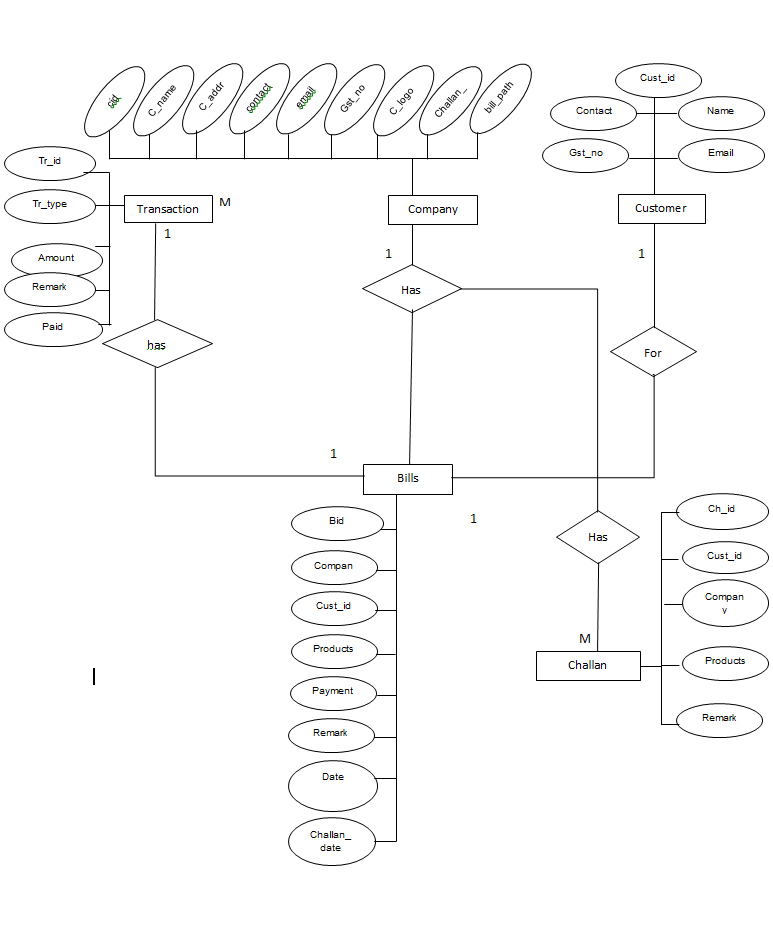 cid
C_name
C_addr
contact
email
Gst_no
C_logo
Challan_
bill_path
Cust_id
Contact
Name
Gst_no
Email
Tr_id
Tr_type
Transaction
M
Company
Customer
1
1
1
Amount
Remark
Paid
Has
has
For
1
Bills
1
Bid
Compan
Cust_id
Products
Payment
Remark
Date
Challan_
date
Has
M
Challan
Ch_id
Cust_id
Compan
y
Products
Remark